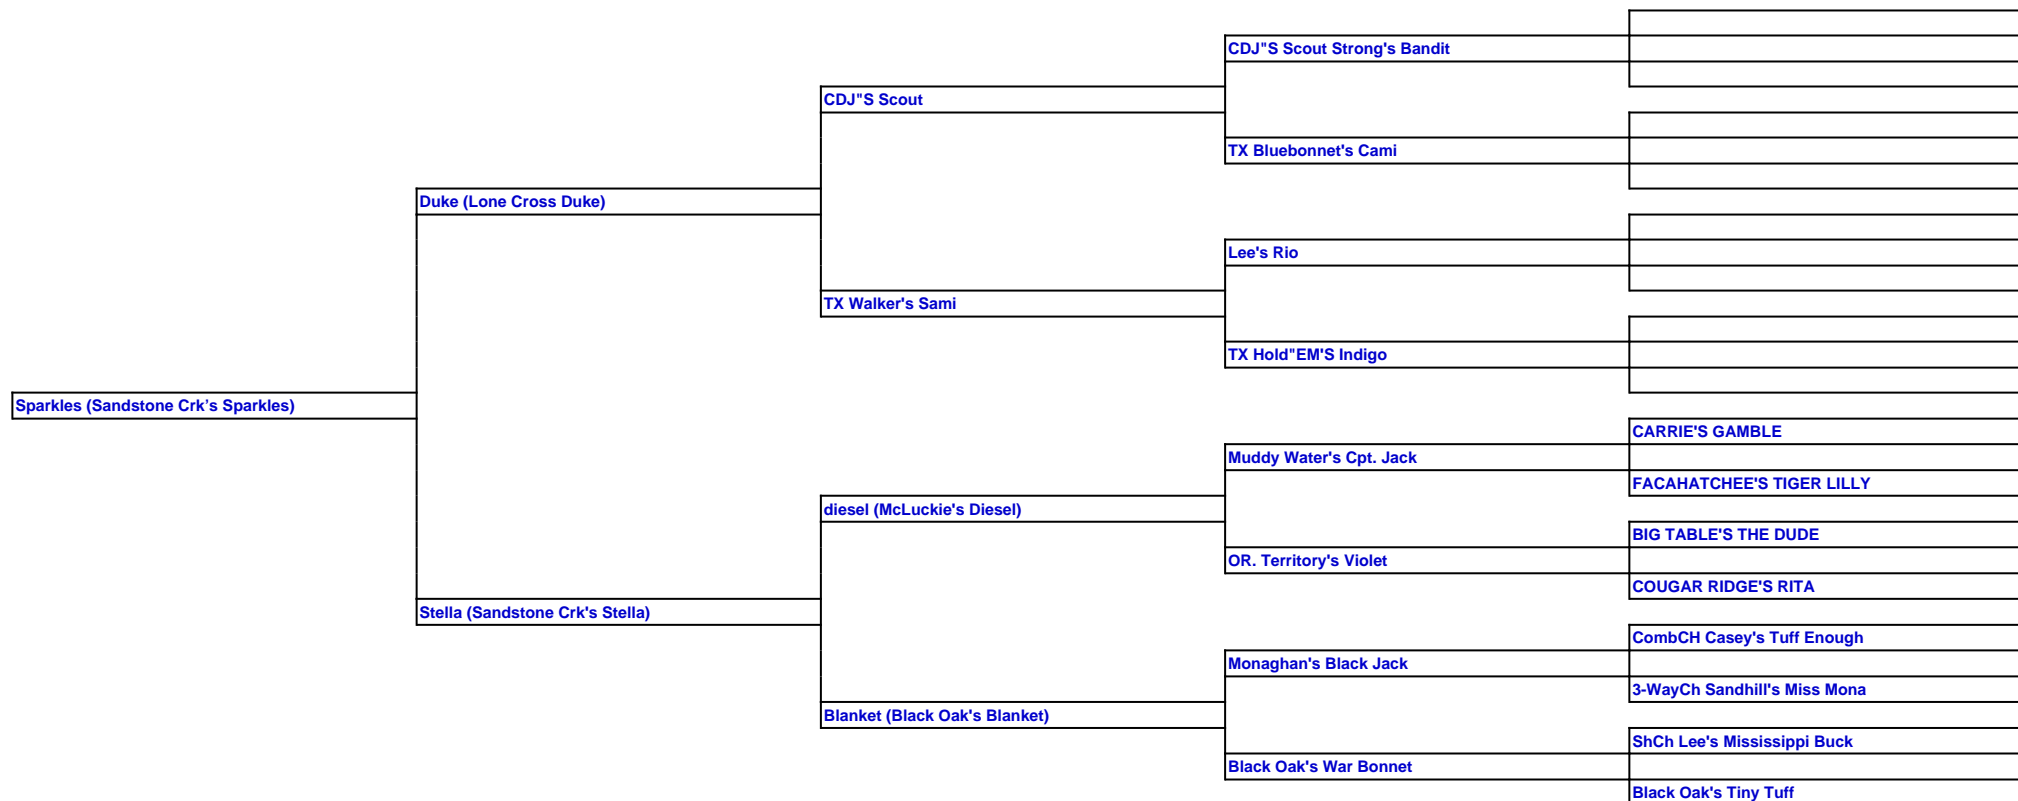 CDJ"S Scout Strong's Bandit
CDJ"S Scout
TX Bluebonnet's Cami
Duke (Lone Cross Duke)
Lee's Rio
TX Walker's Sami
TX Hold"EM'S Indigo
Sparkles (Sandstone Crk’s Sparkles)
CARRIE'S GAMBLE
Muddy Water's Cpt. Jack
FACAHATCHEE'S TIGER LILLY
diesel (McLuckie's Diesel)
BIG TABLE'S THE DUDE
OR. Territory's Violet
COUGAR RIDGE'S RITA
Stella (Sandstone Crk's Stella)
CombCH Casey's Tuff Enough
Monaghan's Black Jack
3-WayCh Sandhill's Miss Mona
Blanket (Black Oak's Blanket)
ShCh Lee's Mississippi Buck
Black Oak's War Bonnet
Black Oak's Tiny Tuff